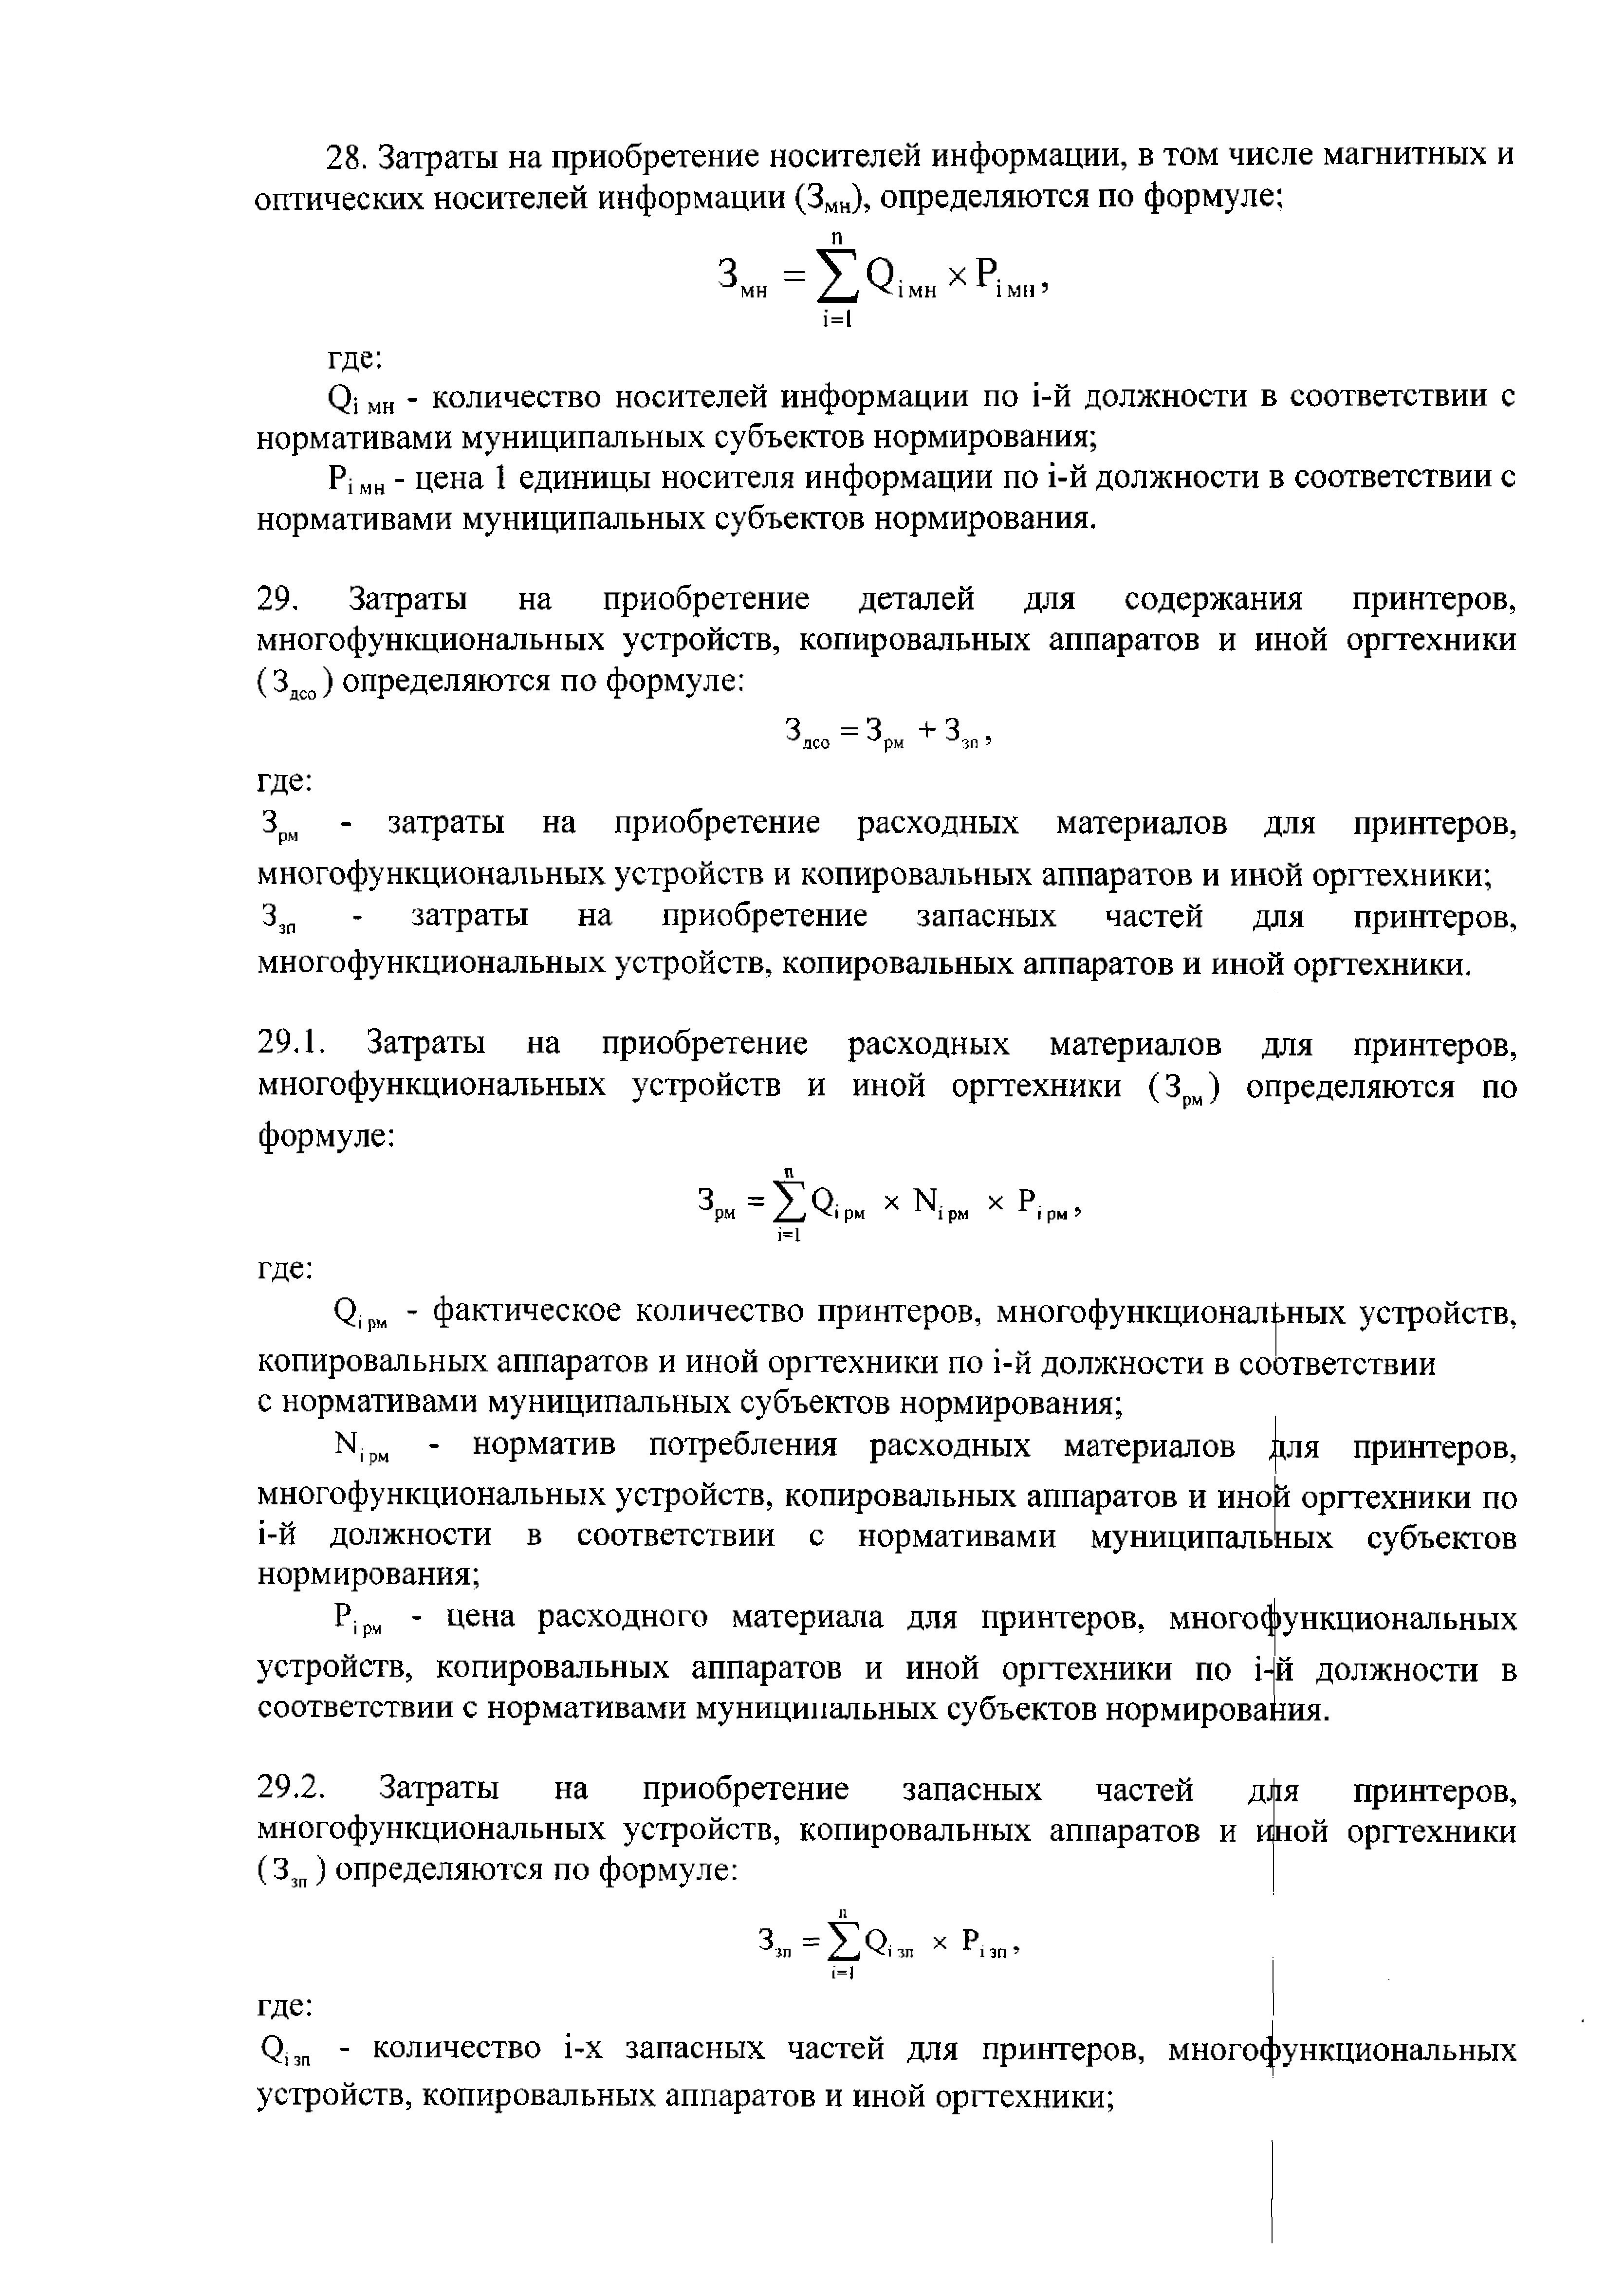 28. Затраты на приобретение носителей информации, в том числе магнитных и
оптических носителей информации (Змн), определяются по формуле:
n
Змн = ∑ Qi мн x Pi мн,
i=1
где:
Qi мн - количество носителей информации по i-й должности в соответствии с
нормативами муниципальных субъектов нормирования;
Pi мн - цена 1 единицы носителя информации по i-й должности в соответствии с
нормативами муниципальных субъектов нормирования.
29. Затраты на приобретение деталей для содержания принтеров,
многофункциональных устройств, копировальных аппаратов и иной оргтехники
(Здсо) определяются по формуле:
Здсо = Зрм + Ззп,
где:
Зрм - затраты на приобретение расходных материалов для принтеров,
многофункциональных устройств и копировальных аппаратов и иной оргтехники;
Ззп - затраты на приобретение запасных частей для принтеров,
многофункциональных устройств, копировальных аппаратов и иной оргтехники.
29.1. Затраты на приобретение расходных материалов для принтеров,
многофункциональных устройств и иной оргтехники (Зрм) определяются по
формуле:
n
Зрм = ∑ Qi рм x Ni рм x Pi рм,
i=1
где:
Qi рм - фактическое количество принтеров, многофункциональных устройств,
копировальных аппаратов и иной оргтехники по i-й должности в соответствии
с нормативами муниципальных субъектов нормирования;
Ni рм - норматив потребления расходных материалов для принтеров,
многофункциональных устройств, копировальных аппаратов и иной оргтехники по
i-й должности в соответствии с нормативами муниципальных субъектов
нормирования;
Pi рм - цена расходного материала для принтеров, многофункциональных
устройств, копировальных аппаратов и иной оргтехники по i-й должности в
соответствии с нормативами муниципальных субъектов нормирования.
29.2. Затраты на приобретение запасных частей для принтеров,
многофункциональных устройств, копировальных аппаратов и иной оргтехники
(Ззп) определяются по формуле:
n
Ззп = ∑ Qi зп x Pi зп,
i=1
где:
Qi зп - количество i-х запасных частей для принтеров, многофункциональных
устройств, копировальных аппаратов и иной оргтехники;